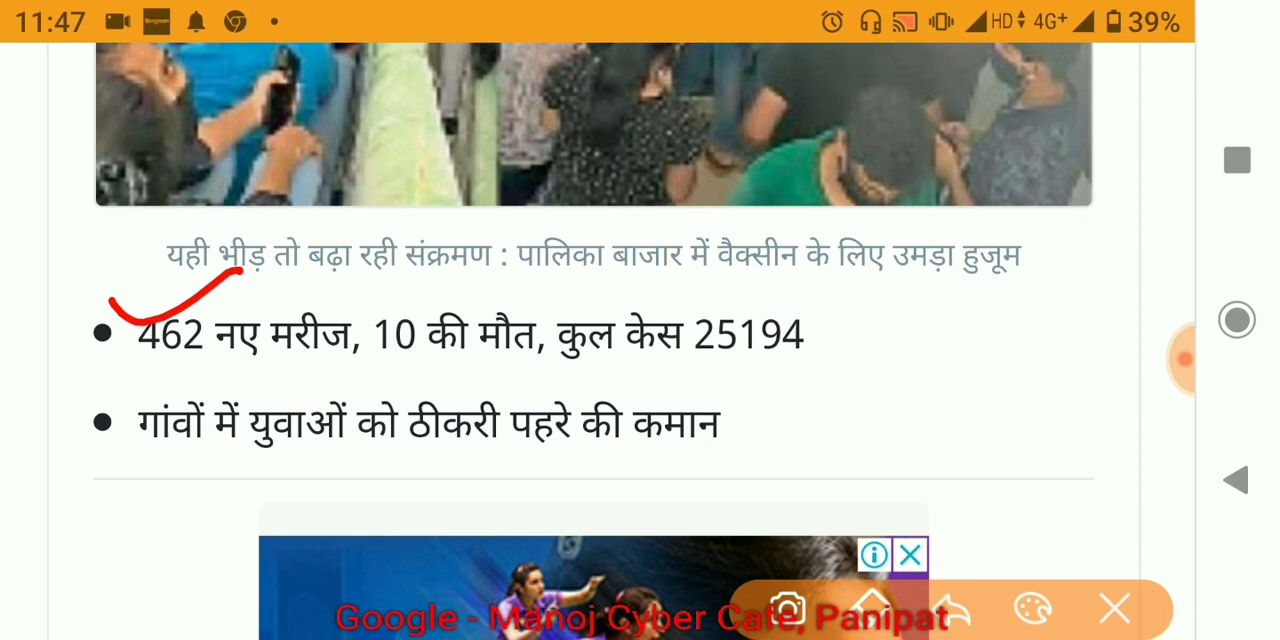 11:47
HD 4G+ 39%
यही भीड़ तो बढ़ा रही संक्रमण : पालिका बाजार में वैक्सीन के लिए उमड़ा हुजूम
• 462 नए मरीज, 10 की मौत, कुल केस 25194
• गांवों में युवाओं को ठीकरी पहरे की कमान
Google - Manoj Cyber Cafe, Panipat